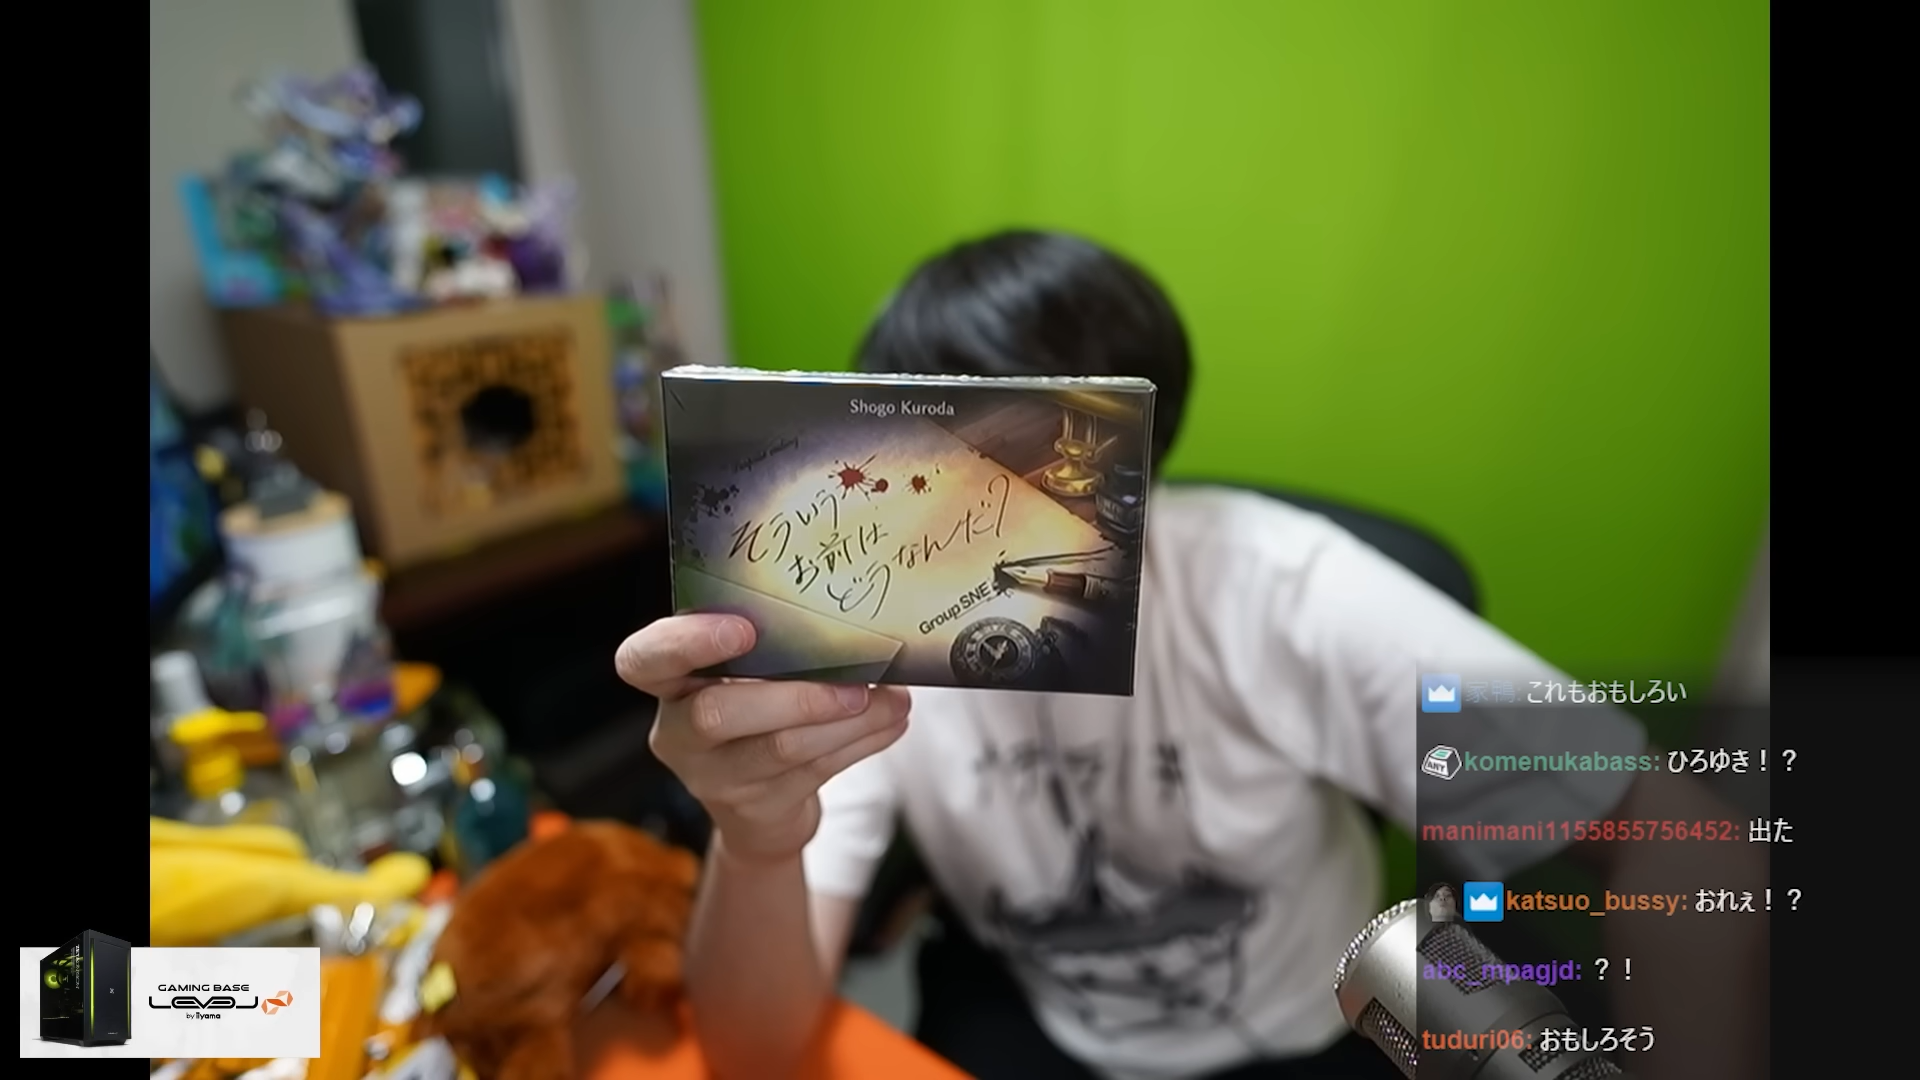 Shogo Kuroda
そういう
お前は
どうなんだ?
Group SNE
家鴨: これもおもしろい
komenukabass: ひろゆき！？
manimani1155855756452: 出た
katsuo_bussy: おれぇ！？
abc_mpagjd: ？！
tuduri06: おもしろそう
GAMING BASE
LEVEL∞
by iiyama